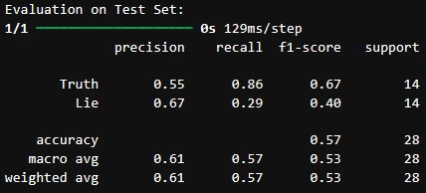 Evaluation on Test Set:
1/1 ━━━━━━━━━━━━━━━━━━━━ 0s 129ms/step
              precision    recall  f1-score   support

       Truth       0.55      0.86      0.67        14
         Lie       0.67      0.29      0.40        14

    accuracy                           0.57        28
   macro avg       0.61      0.57      0.53        28
weighted avg       0.61      0.57      0.53        28